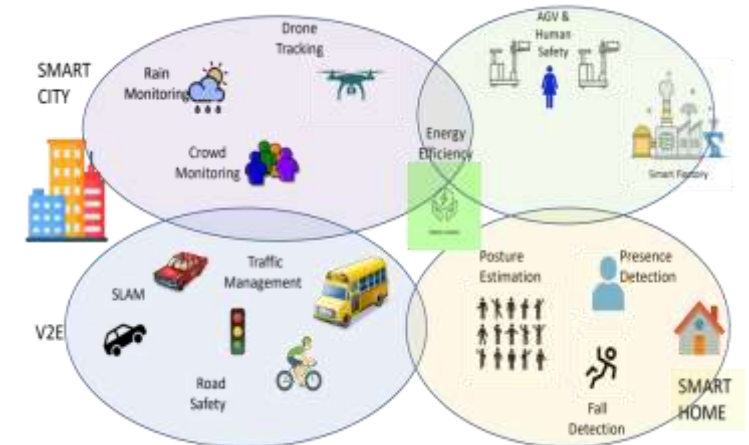 SMART
CITY
Rain
Monitoring
Drone
Tracking
Crowd
Monitoring
AGV &
Human
Safety
Smart Factory
Energy
Efficiency
V2E
SLAM
Traffic
Management
Road
Safety
Posture
Estimation
Presence
Detection
Fall
Detection
SMART
HOME